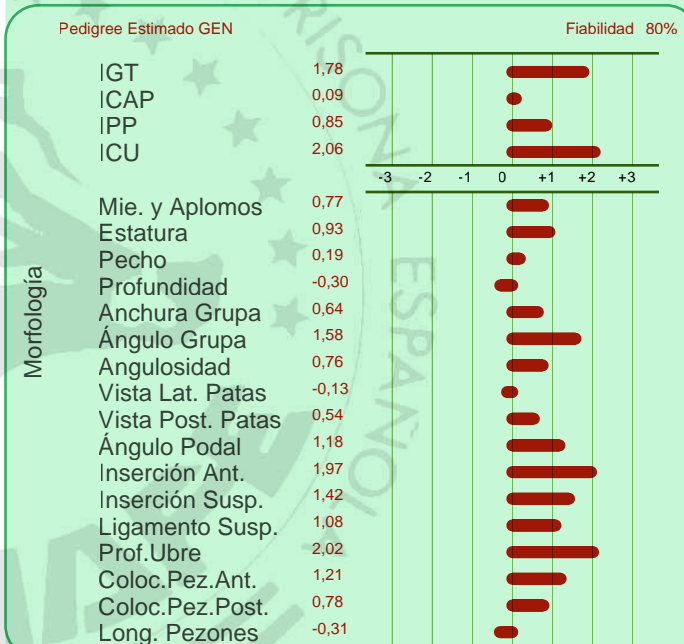 Pedigree Estimado GEN Fiabilidad 80%
IGT 1,78
ICAP 0,09
IPP 0,85
ICU 2,06
-3 -2 -1 0 +1 +2 +3
Morfología
Mie. y Aplomos 0,77
Estatura 0,93
Pecho 0,19
Profundidad -0,30
Anchura Grupa 0,64
Ángulo Grupa 1,58
Angulosidad 0,76
Vista Lat. Patas -0,13
Vista Post. Patas 0,54
Ángulo Podal 1,18
Inserción Ant. 1,97
Inserción Susp. 1,42
Ligamento Susp. 1,08
Prof.Ubre 2,02
Coloc.Pez.Ant. 1,21
Coloc.Pez.Post. 0,78
Long. Pezones -0,31
RISONA ESPAÑOLA